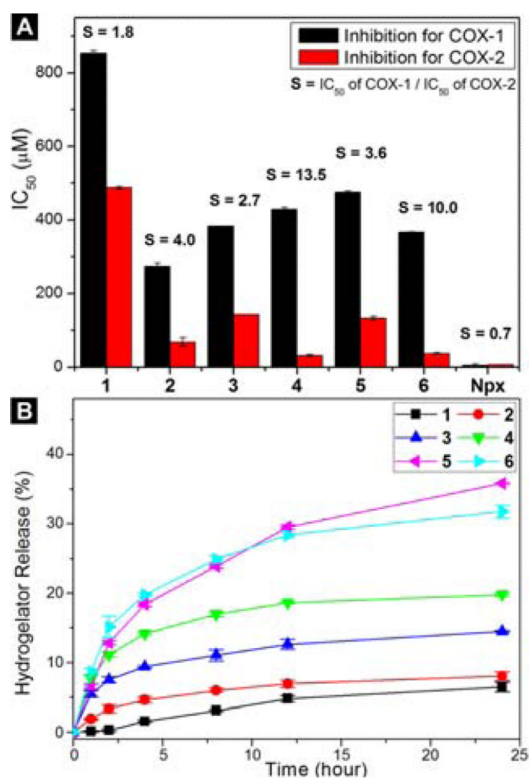 A
Inhibition for COX-1
Inhibition for COX-2
S = IC50 of COX-1 / IC50 of COX-2
S = 1.8
S = 4.0
S = 2.7
S = 13.5
S = 3.6
S = 10.0
S = 0.7
IC50 (μM)
800
600
400
200
0
1 2 3 4 5 6 Npx
B
1 2
3 4
5 6
Hydrogelator Release (%)
40
30
20
10
0
0 5 10 15 20 25
Time (hour)